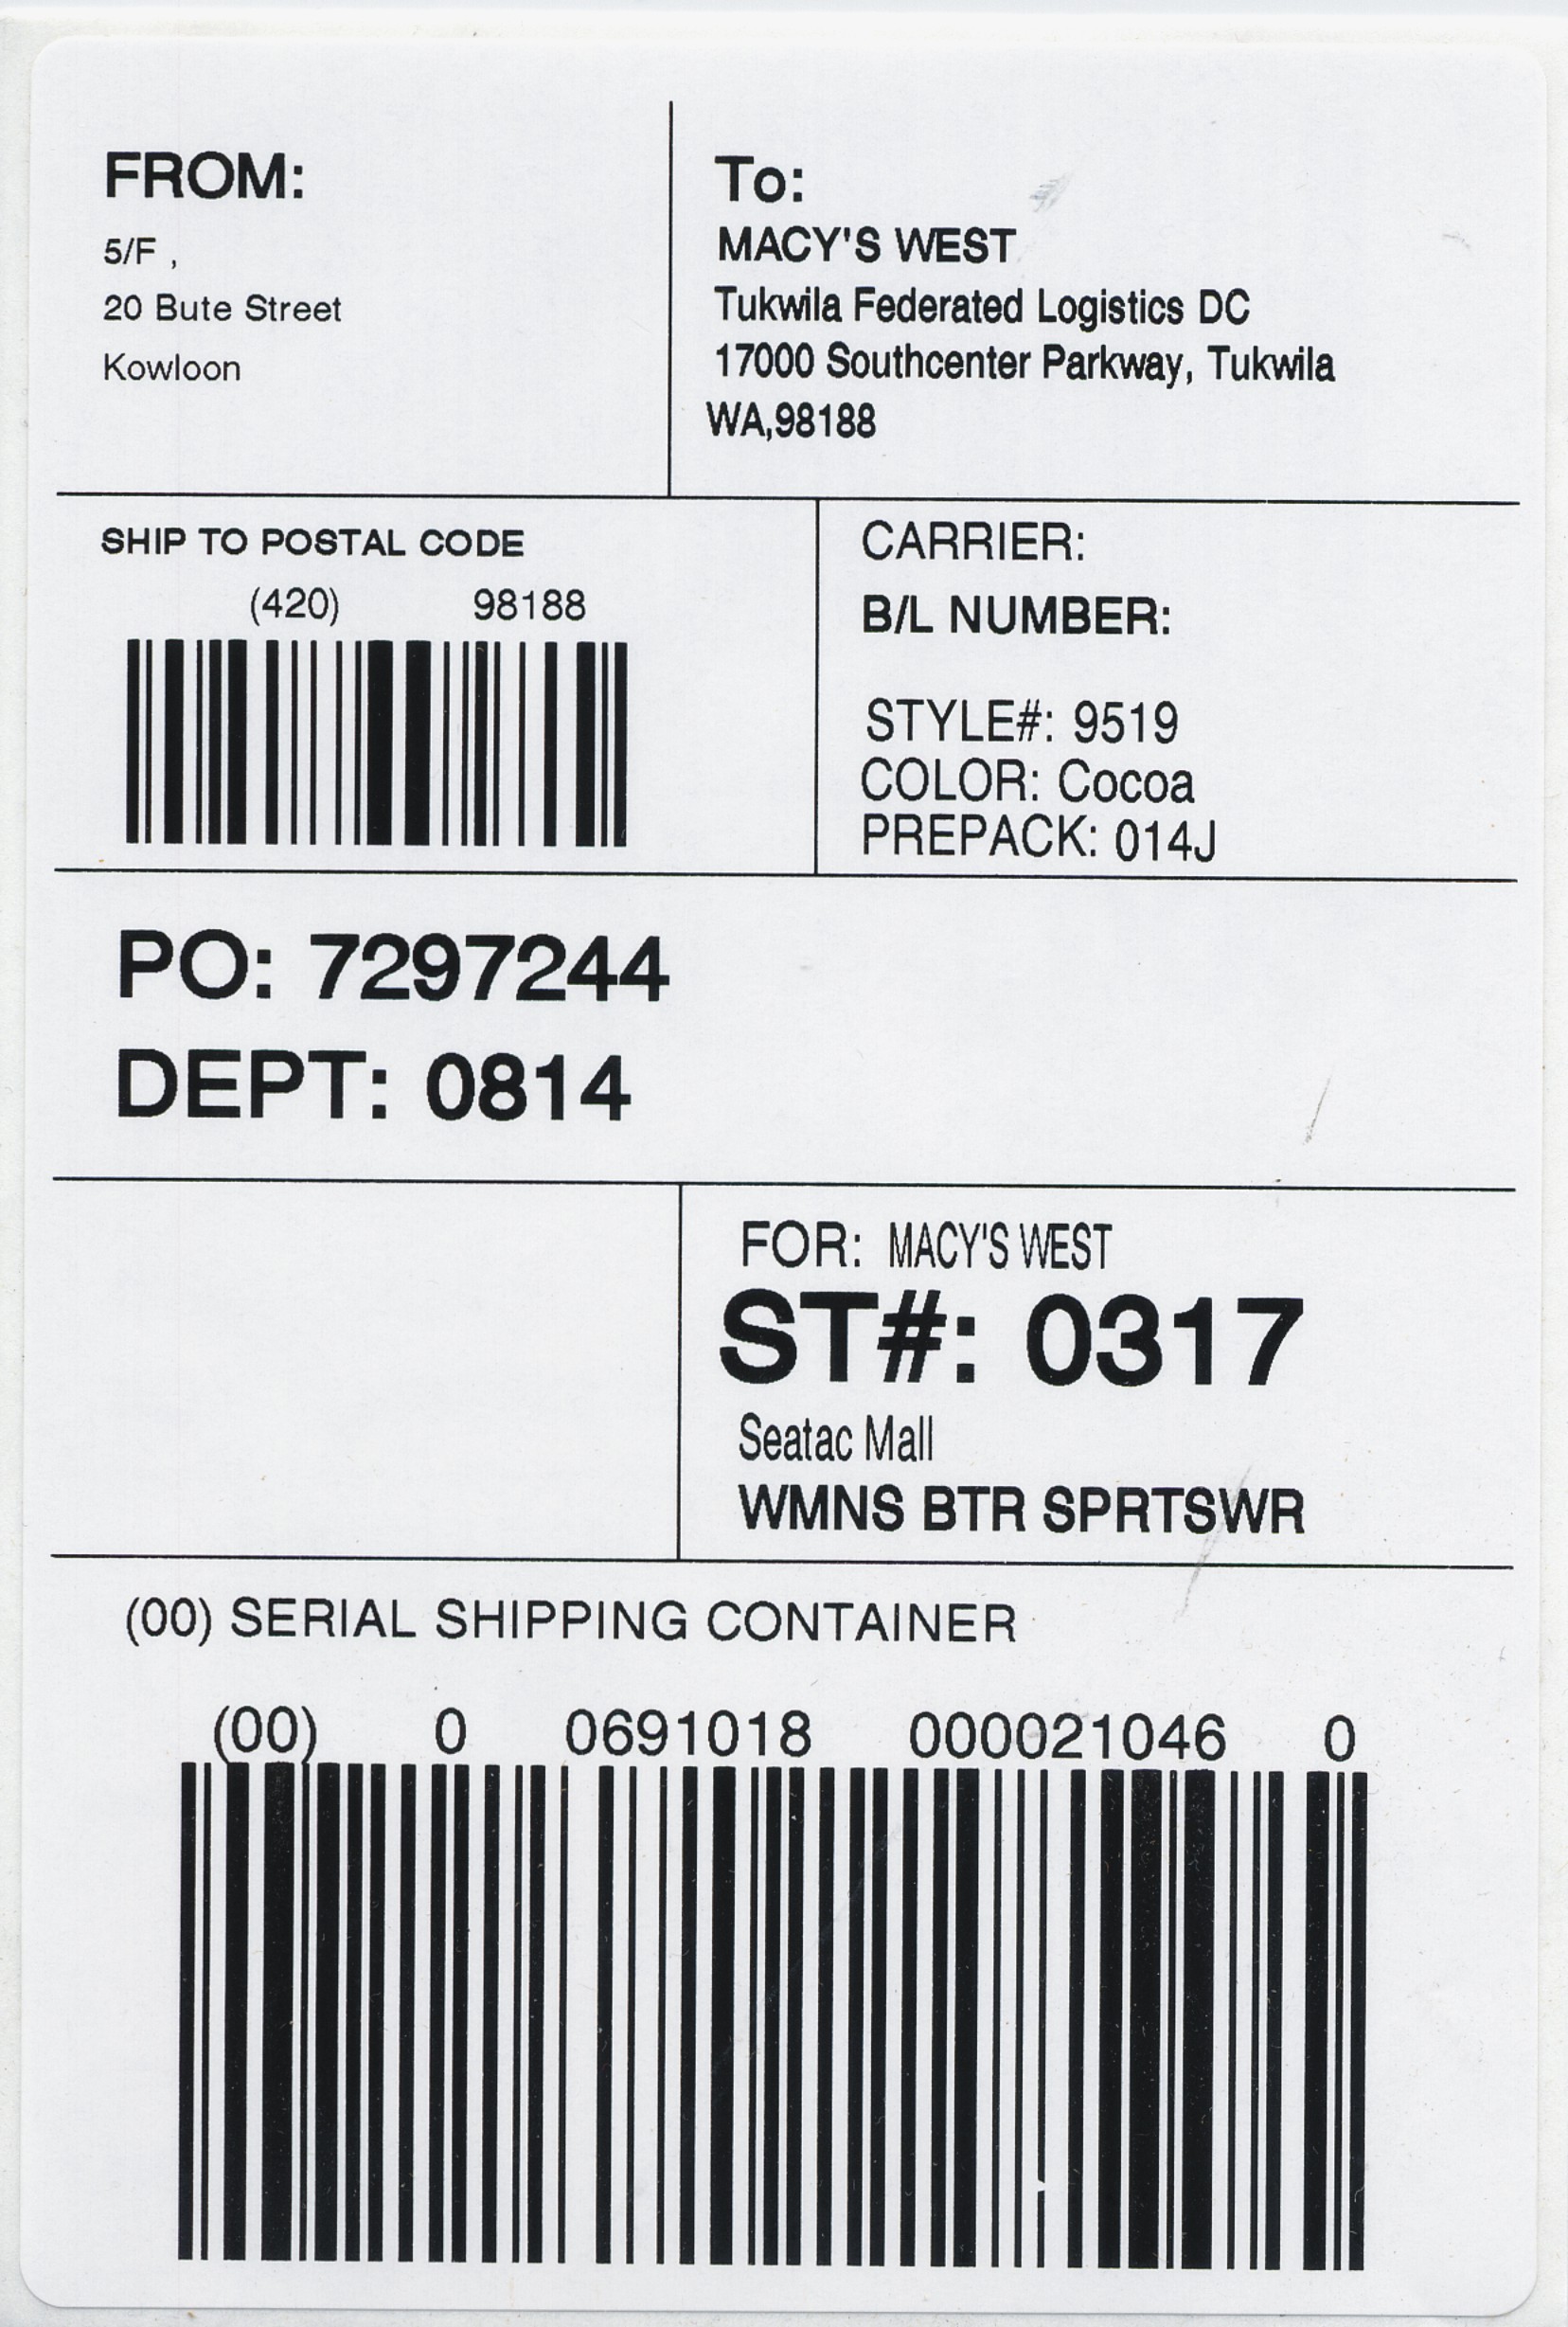 FROM:
5/F ,
20 Bute Street
Kowloon
To:
MACY'S WEST
Tukwila Federated Logistics DC
17000 Southcenter Parkway, Tukwila
WA,98188
SHIP TO POSTAL CODE
(420) 98188
CARRIER:
B/L NUMBER:
STYLE#: 9519
COLOR: Cocoa
PREPACK: 014J
PO: 7297244
DEPT: 0814
FOR: MACY'S WEST
ST#: 0317
Seatac Mall
WMNS BTR SPRTSWR
(00) SERIAL SHIPPING CONTAINER
(00) 0 0691018 000021046 0